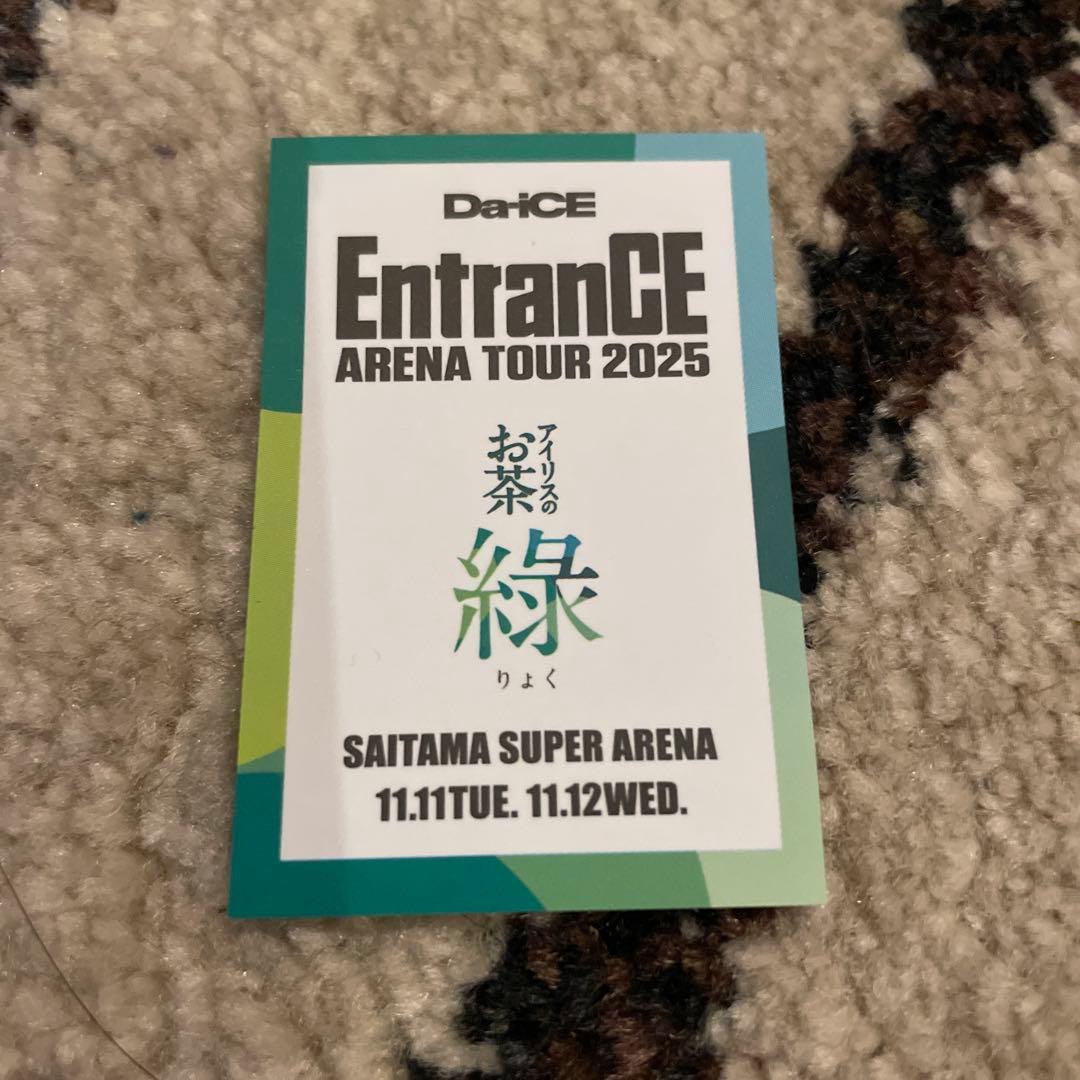 Da-iCE
EntranCE
ARENA TOUR 2025
アイリスの
お茶
綠
りょく
SAITAMA SUPER ARENA
11.11TUE. 11.12WED.